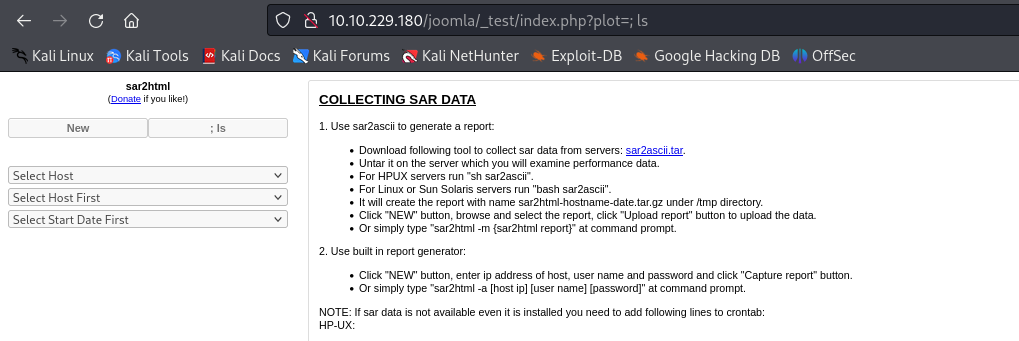 10.10.229.180/joomla/_test/index.php?plot=; ls
Kali Linux Kali Tools Kali Docs Kali Forums Kali NetHunter Exploit-DB Google Hacking DB OffSec
sar2html
(Donate if you like!)
New ; ls
Select Host
Select Host First
Select Start Date First
COLLECTING SAR DATA
1. Use sar2ascii to generate a report:
• Download following tool to collect sar data from servers: sar2ascii.tar.
• Untar it on the server which you will examine performance data.
• For HPUX servers run "sh sar2ascii".
• For Linux or Sun Solaris servers run "bash sar2ascii".
• It will create the report with name sar2html-hostname-date.tar.gz under /tmp directory.
• Click "NEW" button, browse and select the report, click "Upload report" button to upload the data.
• Or simply type "sar2html -m {sar2html report}" at command prompt.
2. Use built in report generator:
• Click "NEW" button, enter ip address of host, user name and password and click "Capture report" button.
• Or simply type "sar2html -a [host ip] [user name] [password]" at command prompt.
NOTE: If sar data is not available even it is installed you need to add following lines to crontab:
HP-UX: